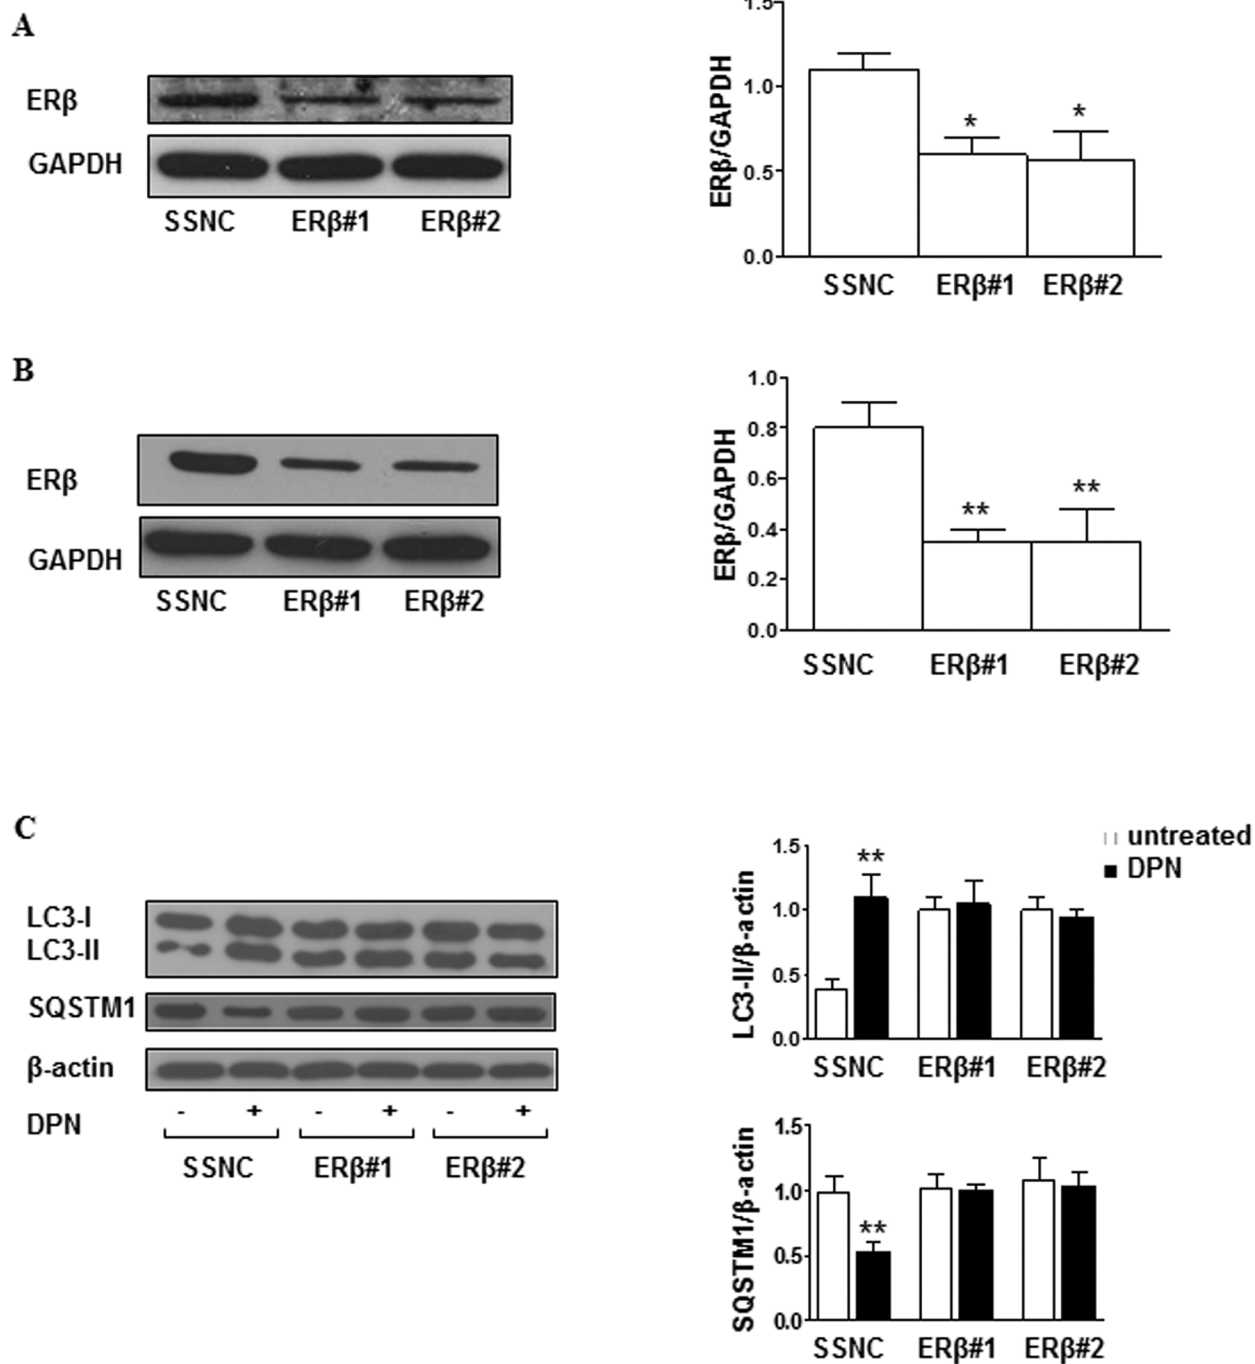 A
ERβ
GAPDH
SSNC ERβ#1 ERβ#2
ERβ/GAPDH
1.5
1.0
0.5
0.0
*
*
SSNC ERβ#1 ERβ#2
B
ERβ
GAPDH
SSNC ERβ#1 ERβ#2
ERβ/GAPDH
1.0
0.8
0.6
0.4
0.2
0.0
**
**
SSNC ERβ#1 ERβ#2
C
LC3-I
LC3-II
SQSTM1
β-actin
DPN - + - + - +
SSNC ERβ#1 ERβ#2
untreated
DPN
LC3-II/β-actin
1.5
1.0
0.5
0.0
**
SSNC ERβ#1 ERβ#2
SQSTM1/β-actin
1.5
1.0
0.5
0.0
**
SSNC ERβ#1 ERβ#2